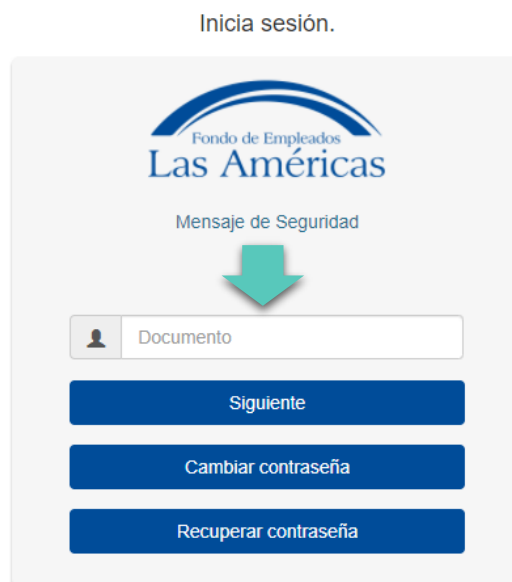 Inicia sesión.
Fondo de Empleados
Las Américas
Mensaje de Seguridad
Documento
Siguiente
Cambiar contraseña
Recuperar contraseña